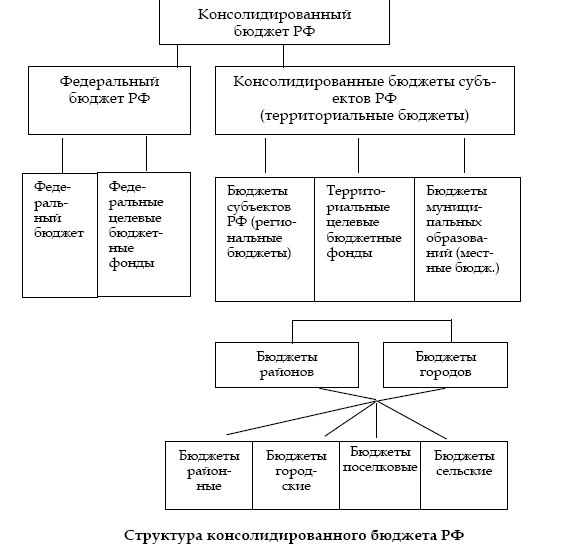 Консолидированный
бюджет РФ
Федеральный
бюджет РФ
Консолидированные бюджеты субъ-
ектов РФ
(территориальные бюджеты)
Феде-
раль-
ный
бюджет
Феде-
ральные
целевые
бюджет-
ные
фонды
Бюджеты
субъектов
РФ (регио-
нальные
бюджеты)
Террито-
риальные
целевые
бюджетные
фонды
Бюджеты
муници-
пальных
образова-
ний (мест-
ные бюдж.)
Бюджеты
районов
Бюджеты
городов
Бюджеты
район-
ные
Бюджеты
город-
ские
Бюджеты
поселковые
Бюджеты
сельские
Структура консолидированного бюджета РФ